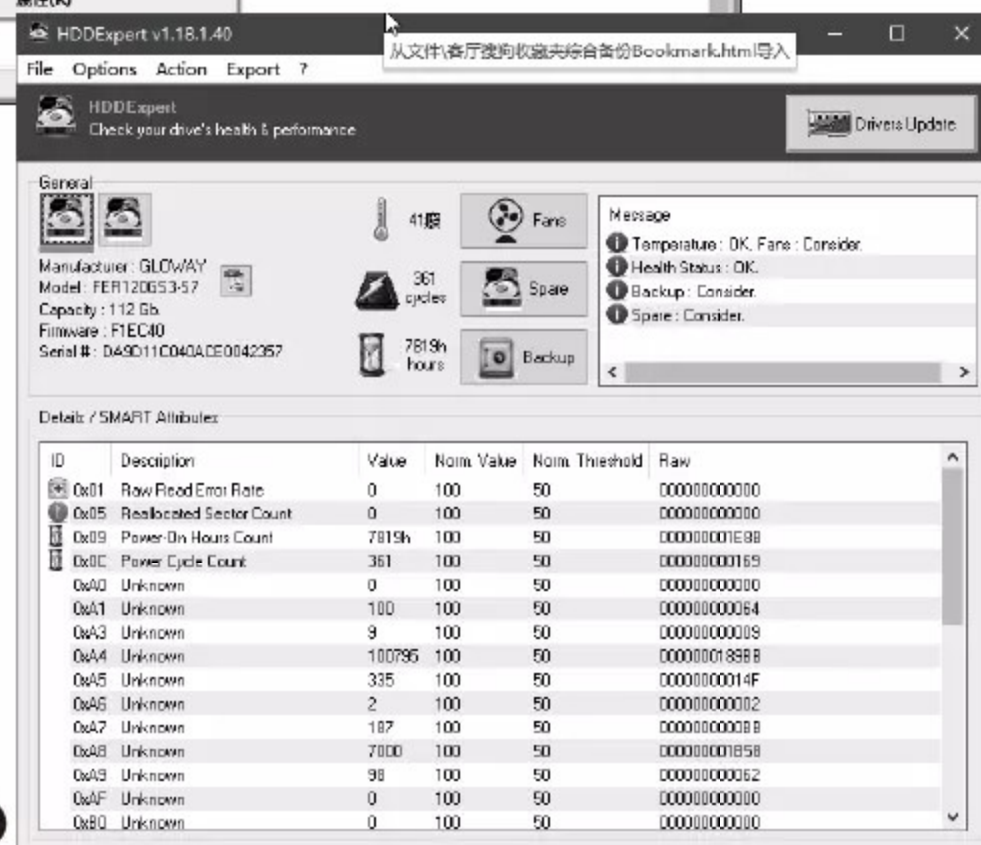 HDDExpert v1.18.1.40
从文件\客厅搜狗收藏夹综合备份Bookmark.html导入
File Options Action Export ?
HDDExpert
Check your drive's health & performance
Drivers Update
General
Manufacturer : GLOWAY
Model : FER120GS3-S7
Capacity : 112 Gb.
Firmware : F1EC40
Serial # : DA9D11C040ACE0042357
41度
361 cycles
7819h hours
Fans
Spare
Backup
Message
Temperature : OK. Fans : Consider.
Health Status : OK.
Backup : Consider.
Spare : Consider.
Details / SMART Attributes
ID Description Value Norm. Value Norm. Threshold Raw
0x01 Raw Read Error Rate 0 100 50 000000000000
0x05 Reallocated Sector Count 0 100 50 000000000000
0x09 Power-On Hours Count 7819h 100 50 000000001E8B
0x0C Power Cycle Count 361 100 50 000000000169
0xA0 Unknown 0 100 50 000000000000
0xA1 Unknown 100 100 50 000000000064
0xA3 Unknown 9 100 50 000000000009
0xA4 Unknown 100795 100 50 0000000189BB
0xA5 Unknown 335 100 50 00000000014F
0xA6 Unknown 2 100 50 000000000002
0xA7 Unknown 187 100 50 0000000000BB
0xA8 Unknown 7000 100 50 000000001B58
0xA9 Unknown 98 100 50 000000000062
0xAF Unknown 0 100 50 000000000000
0xB0 Unknown 0 100 50 000000000000